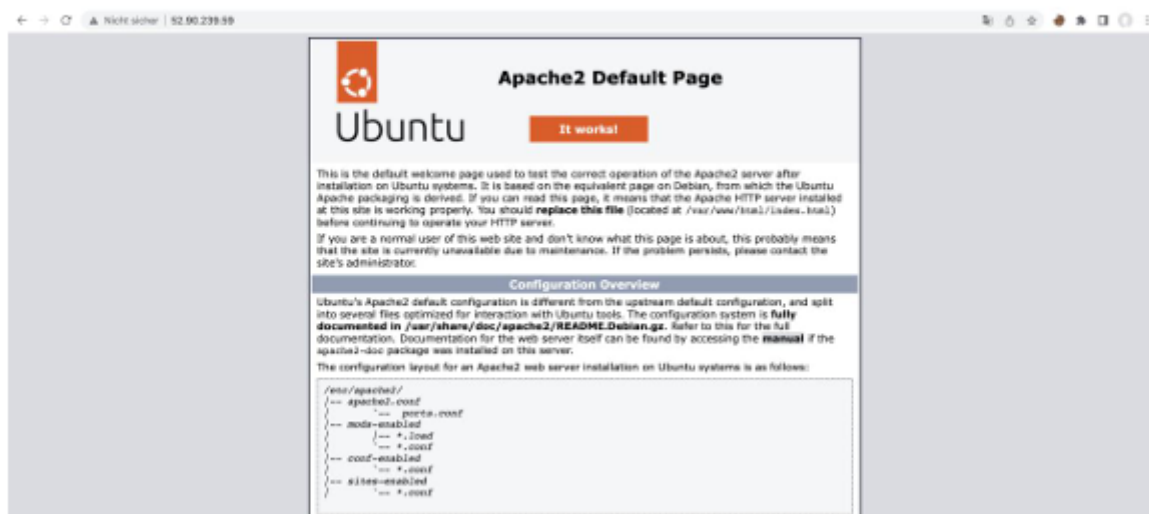 Nicht sicher | 52.90.239.59
Apache2 Default Page
Ubuntu
It works!
This is the default welcome page used to test the correct operation of the Apache2 server after
installation on Ubuntu systems. It is based on the equivalent page on Debian, from which the Ubuntu
Apache packaging is derived. If you can read this page, it means that the Apache HTTP server installed
at this site is working properly. You should replace this file (located at /var/www/html/index.html)
before continuing to operate your HTTP server.
If you are a normal user of this web site and don't know what this page is about, this probably means
that the site is currently unavailable due to maintenance. If the problem persists, please contact the
site's administrator.
Configuration Overview
Ubuntu's Apache2 default configuration is different from the upstream default configuration, and split
into several files optimized for interaction with Ubuntu tools. The configuration system is fully
documented in /usr/share/doc/apache2/README.Debian.gz. Refer to this for the full
documentation. Documentation for the web server itself can be found by accessing the manual if the
apache2-doc package was installed on this server.
The configuration layout for an Apache2 web server installation on Ubuntu systems is as follows:
/etc/apache2/
|-- apache2.conf
|       `--  ports.conf
|-- mods-enabled
|       |-- *.load
|       `-- *.conf
|-- conf-enabled
|       `-- *.conf
|-- sites-enabled
|       `-- *.conf